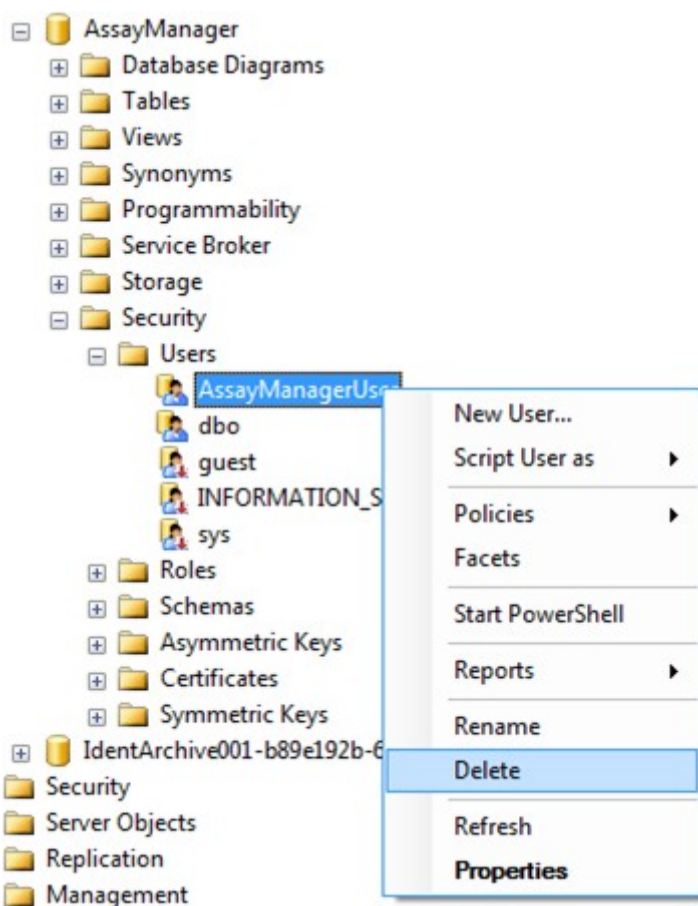 AssayManager
Database Diagrams
Tables
Views
Synonyms
Programmability
Service Broker
Storage
Security
Users
AssayManagerUser
dbo
guest
INFORMATION_S
sys
Roles
Schemas
Asymmetric Keys
Certificates
Symmetric Keys
IdentArchive001-b89e192b-6
Security
Server Objects
Replication
Management
New User...
Script User as
Policies
Facets
Start PowerShell
Reports
Rename
Delete
Refresh
Properties